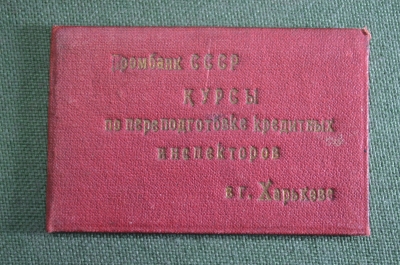 Промбанк СССР
КУРСЫ
по переподготовке кредитных
инспекторов
в г. Харькове